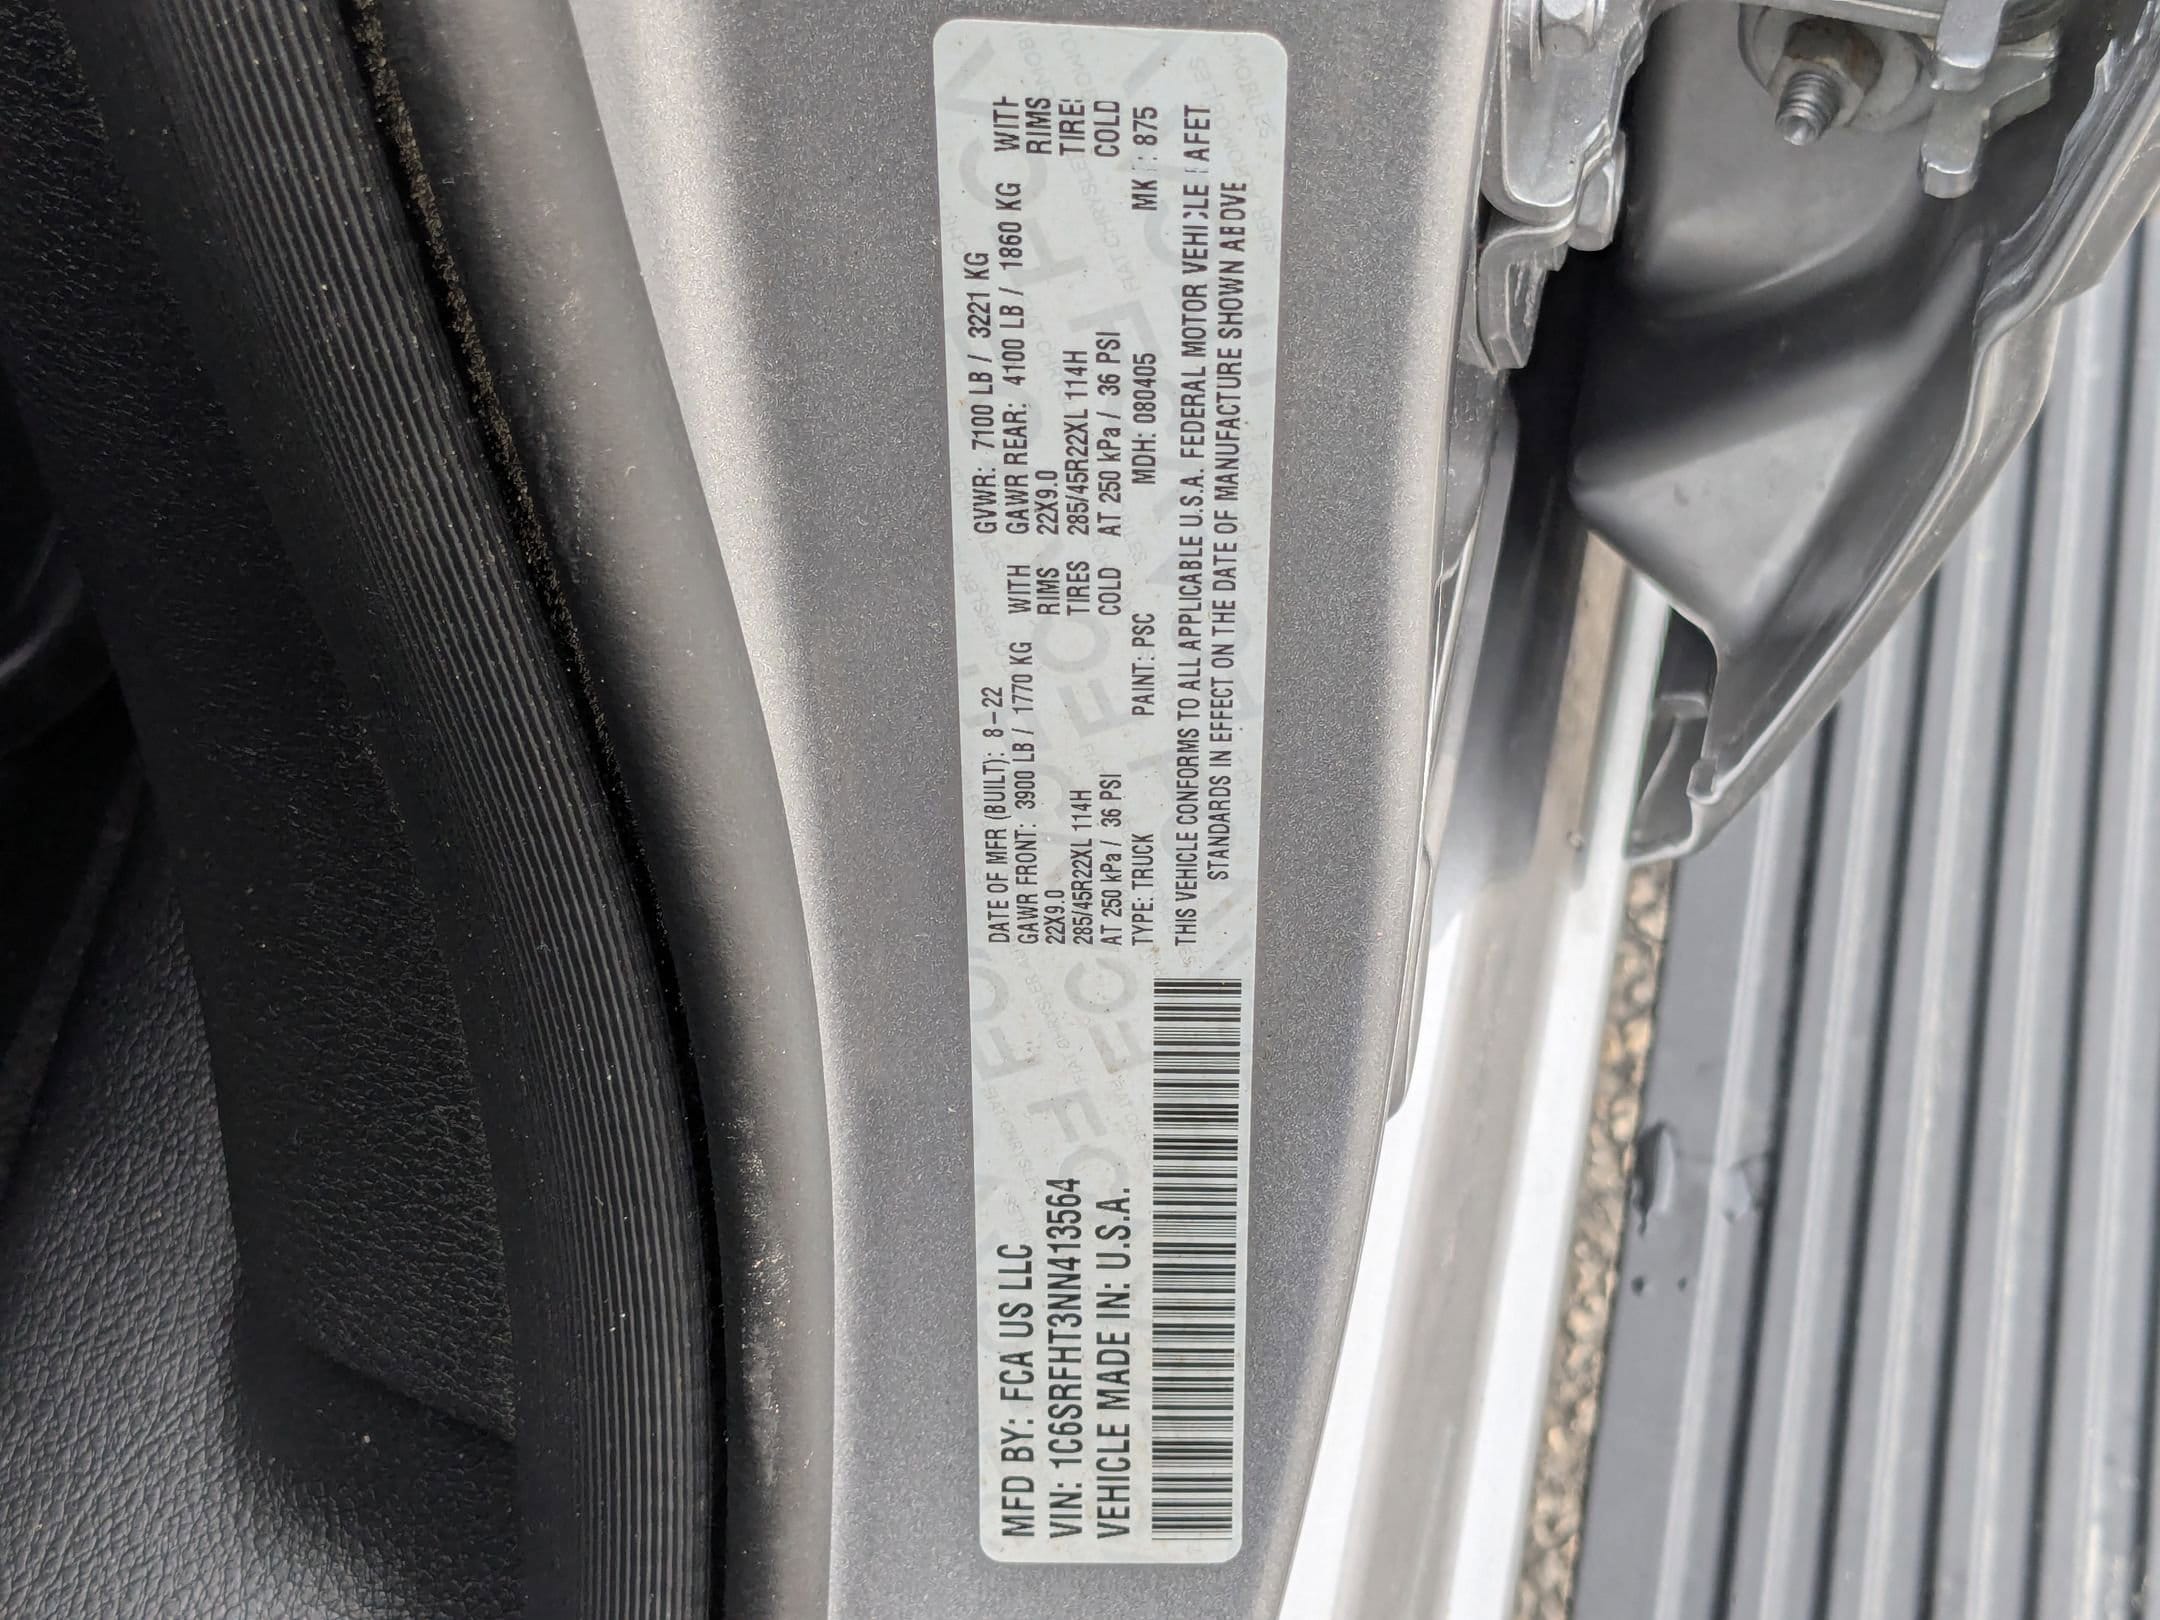 MFD BY: FCA US LLC
VIN: 1C6SRFHT3NN413564
VEHICLE MADE IN: U.S.A.
DATE OF MFR (BUILT): 8-22 GVWR: 7100 LB / 3221 KG
GAWR FRONT: 3900 LB / 1770 KG WITH GAWR REAR: 4100 LB / 1860 KG WITH
22X9.0 RIMS 22X9.0 RIMS
285/45R22XL 114H TIRES 285/45R22XL 114H TIRE
AT 250 kPa / 36 PSI COLD AT 250 kPa / 36 PSI COLD
TYPE: TRUCK PAINT: PSC MDH: 080405 MK : 875
THIS VEHICLE CONFORMS TO ALL APPLICABLE U.S.A. FEDERAL MOTOR VEHICLE AFET
STANDARDS IN EFFECT ON THE DATE OF MANUFACTURE SHOWN ABOVE